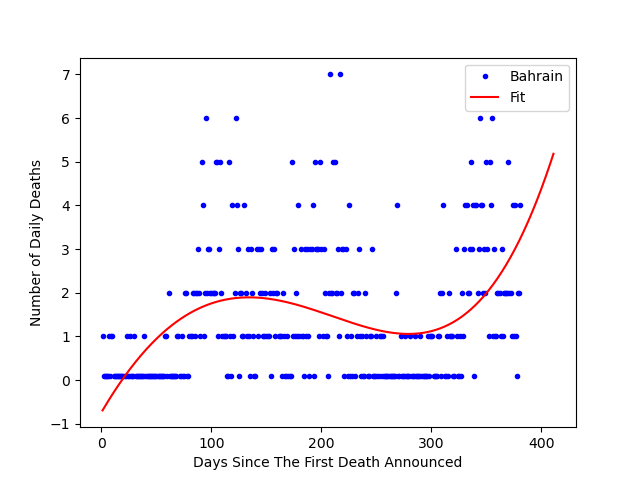 7
6
5
4
3
2
1
0
−1
Number of Daily Deaths
Bahrain
Fit
0 100 200 300 400
Days Since The First Death Announced